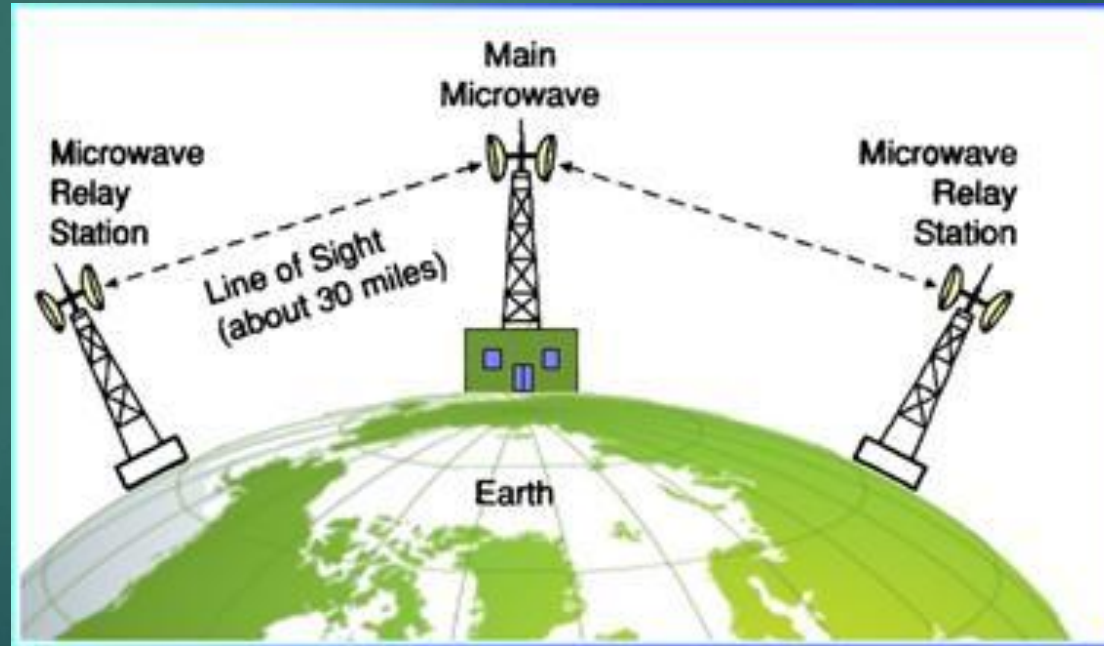 Main
Microwave
Microwave
Relay
Station
Microwave
Relay
Station
Line of Sight
(about 30 miles)
Earth